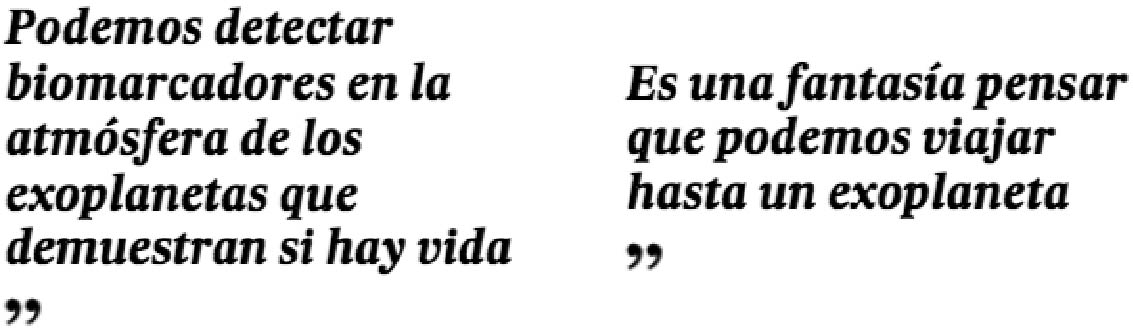 Podemos detectar
biomarcadores en la
atmósfera de los
exoplanetas que
demuestran si hay vida
”
Es una fantasía pensar
que podemos viajar
hasta un exoplaneta
”